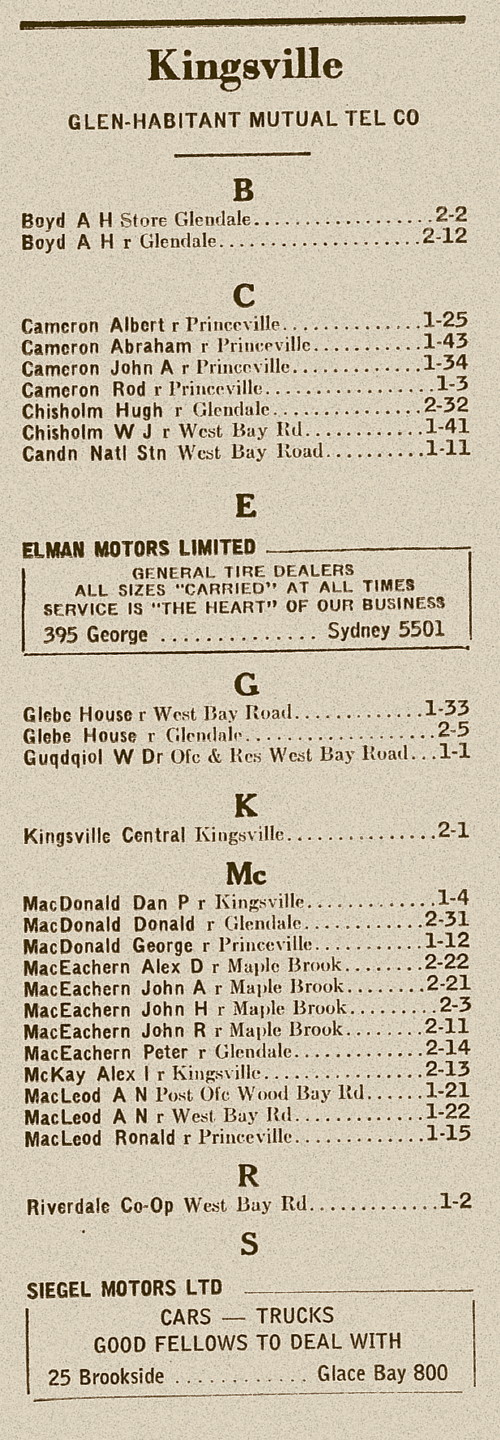 Kingsville
GLEN-HABITANT MUTUAL TEL CO
B
Boyd A H Store Glendale..................2-2
Boyd A H r Glendale....................2-12
C
Cameron Albert r Princeville..............1-25
Cameron Abraham r Princeville...........1-43
Cameron John A r Princeville.............1-34
Cameron Rod r Princeville.................1-3
Chisholm Hugh r Glendale...............2-32
Chisholm W J r West Bay Rd............1-41
Candn Natl Stn West Bay Road..........1-11
E
ELMAN MOTORS LIMITED
GENERAL TIRE DEALERS
ALL SIZES "CARRIED" AT ALL TIMES
SERVICE IS "THE HEART" OF OUR BUSINESS
395 George ............... Sydney 5501
G
Glebe House r West Bay Road.............1-33
Glebe House r Glendale...................2-5
Guqdqiol W Dr Ofc & Res West Bay Road...1-1
K
Kingsville Central Kingsville...............2-1
Mc
MacDonald Dan P r Kingsville.............1-4
MacDonald Donald r Glendale............2-31
MacDonald George r Princeville...........1-12
MacEachern Alex D r Maple Brook........2-22
MacEachern John A r Maple Brook........2-21
MacEachern John H r Maple Brook.........2-3
MacEachern John R r Maple Brook........2-11
MacEachern Peter r Glendale.............2-14
McKay Alex I r Kingsville................2-13
MacLeod A N Post Ofc Wood Bay Rd......1-21
MacLeod A N r West Bay Rd.............1-22
MacLeod Ronald r Princeville.............1-15
R
Riverdale Co-Op West Bay Rd.............1-2
S
SIEGEL MOTORS LTD
CARS — TRUCKS
GOOD FELLOWS TO DEAL WITH
25 Brookside ............ Glace Bay 800